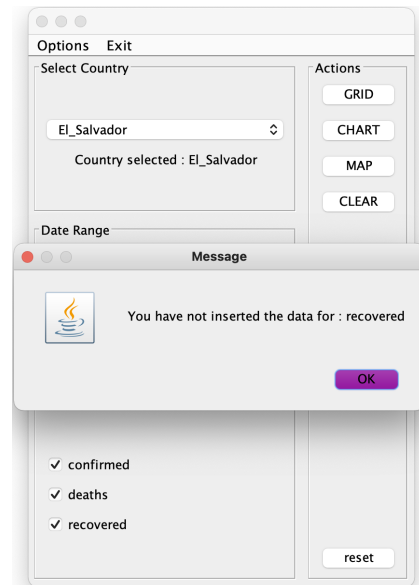 Options Exit
Select Country
Actions
GRID
El_Salvador
CHART
Country selected : El_Salvador
MAP
CLEAR
Date Range
Message
You have not inserted the data for : recovered
OK
confirmed
deaths
recovered
reset